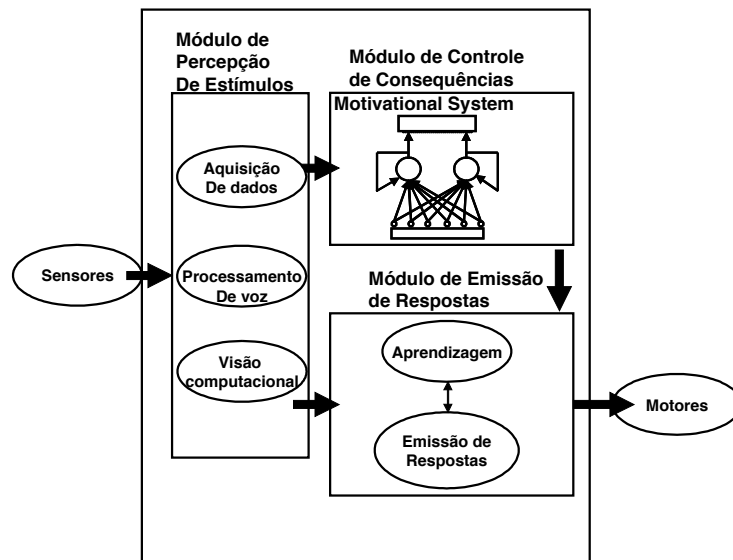 Módulo de
Percepção
De Estímulos
Módulo de Controle
de Consequências
Motivational System
Aquisição
De dados
Sensores
Processamento
De voz
Módulo de Emissão
de Respostas
Visão
computacional
Aprendizagem
Emissão de
Respostas
Motores